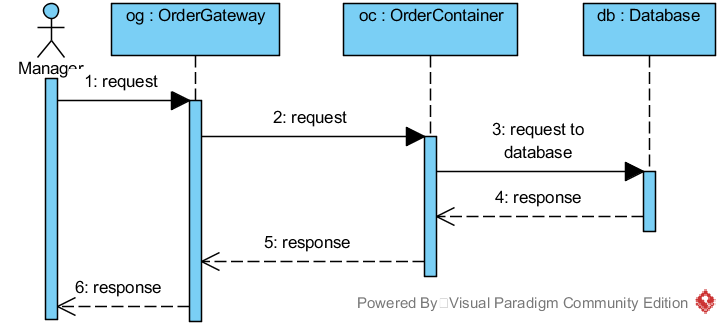 og : OrderGateway
oc : OrderContainer
db : Database
Manager
1: request
2: request
3: request to
database
4: response
5: response
6: response
Powered By Visual Paradigm Community Edition